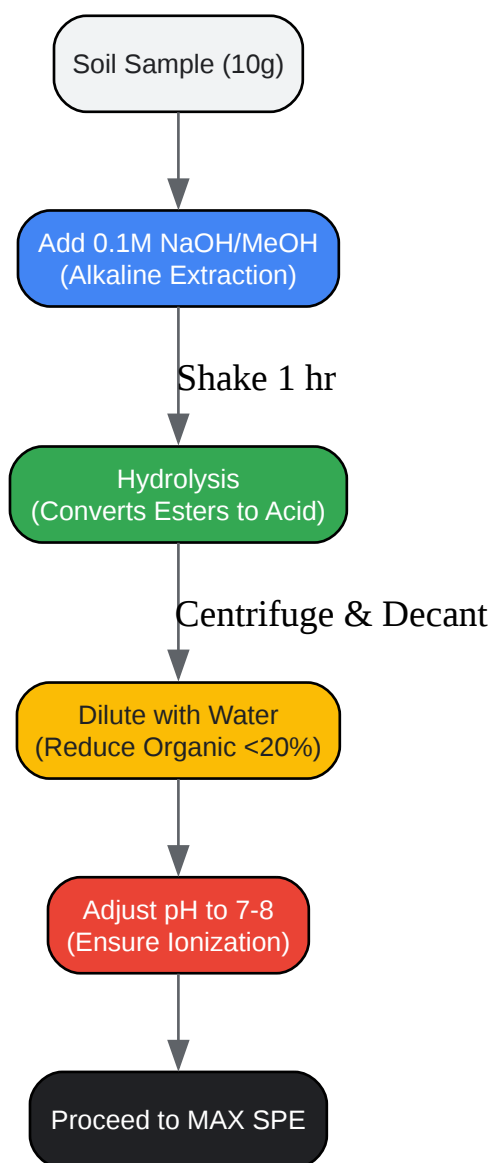 Soil Sample (10g)
Add 0.1M NaOH/MeOH
(Alkaline Extraction)
Shake 1 hr
Hydrolysis
(Converts Esters to Acid)
Centrifuge & Decant
Dilute with Water
(Reduce Organic <20%)
Adjust pH to 7-8
(Ensure Ionization)
Proceed to MAX SPE